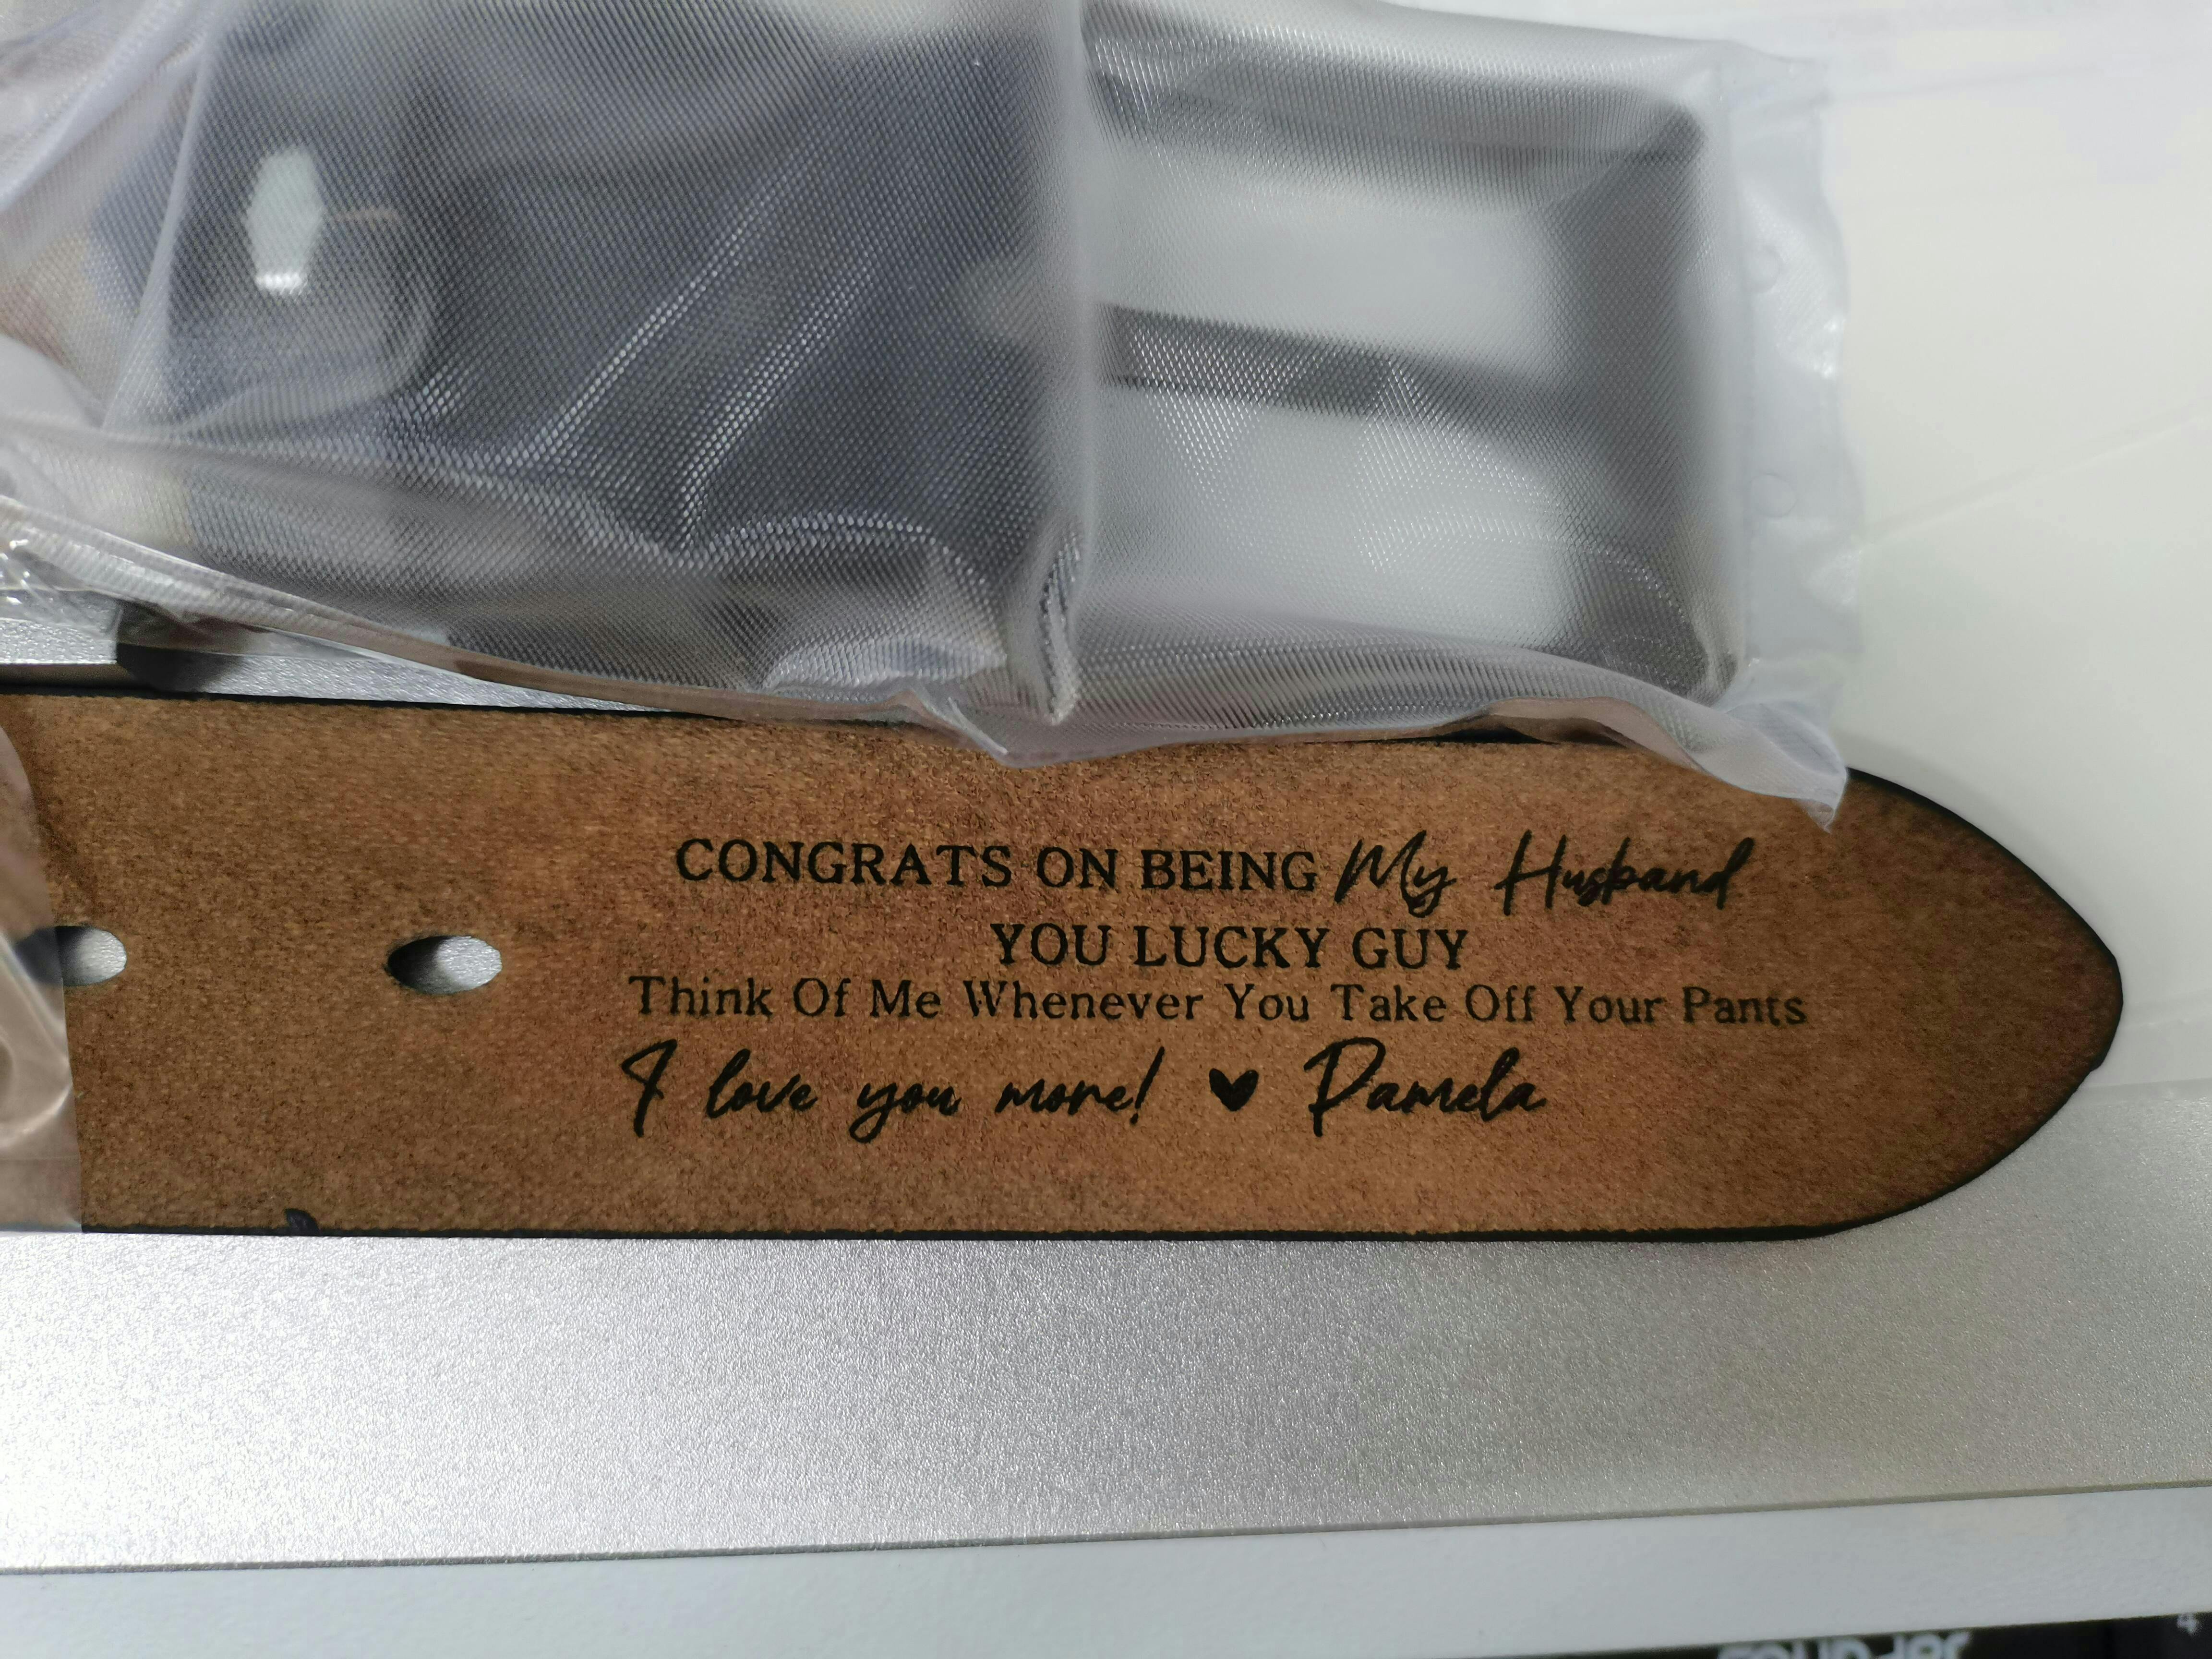 CONGRATS ON BEING My Husband
YOU LUCKY GUY
Think Of Me Whenever You Take Off Your Pants
I love you more! ♥ Pamela